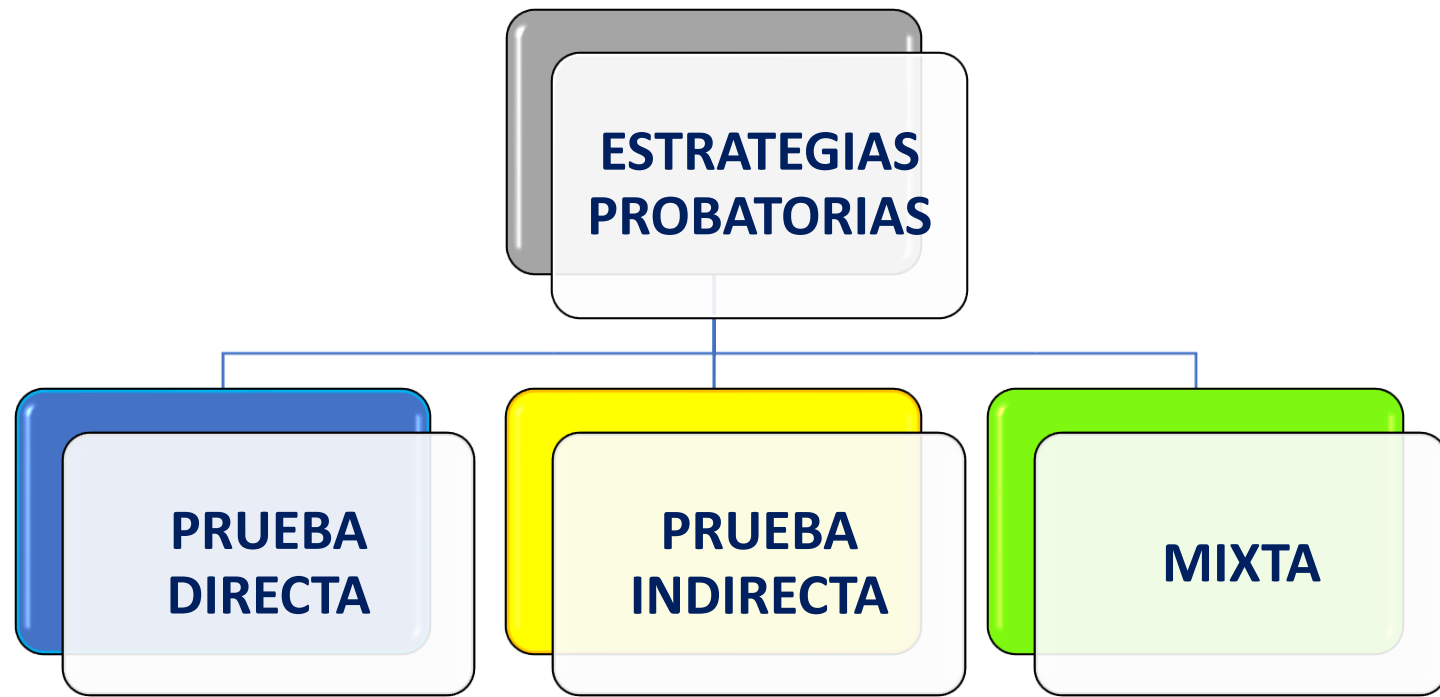 ESTRATEGIAS
PROBATORIAS
PRUEBA
DIRECTA
PRUEBA
INDIRECTA
MIXTA